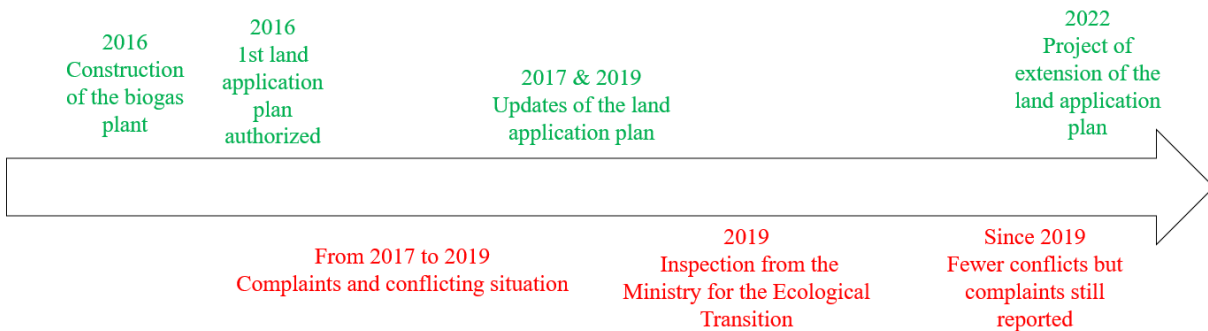 2016
Construction
of the biogas
plant
2016
1st land
application
plan
authorized
2017 & 2019
Updates of the land
application plan
2022
Project of
extension of the
land application
plan
From 2017 to 2019
Complaints and conflicting situation
2019
Inspection from the
Ministry for the Ecological
Transition
Since 2019
Fewer conflicts but
complaints still
reported